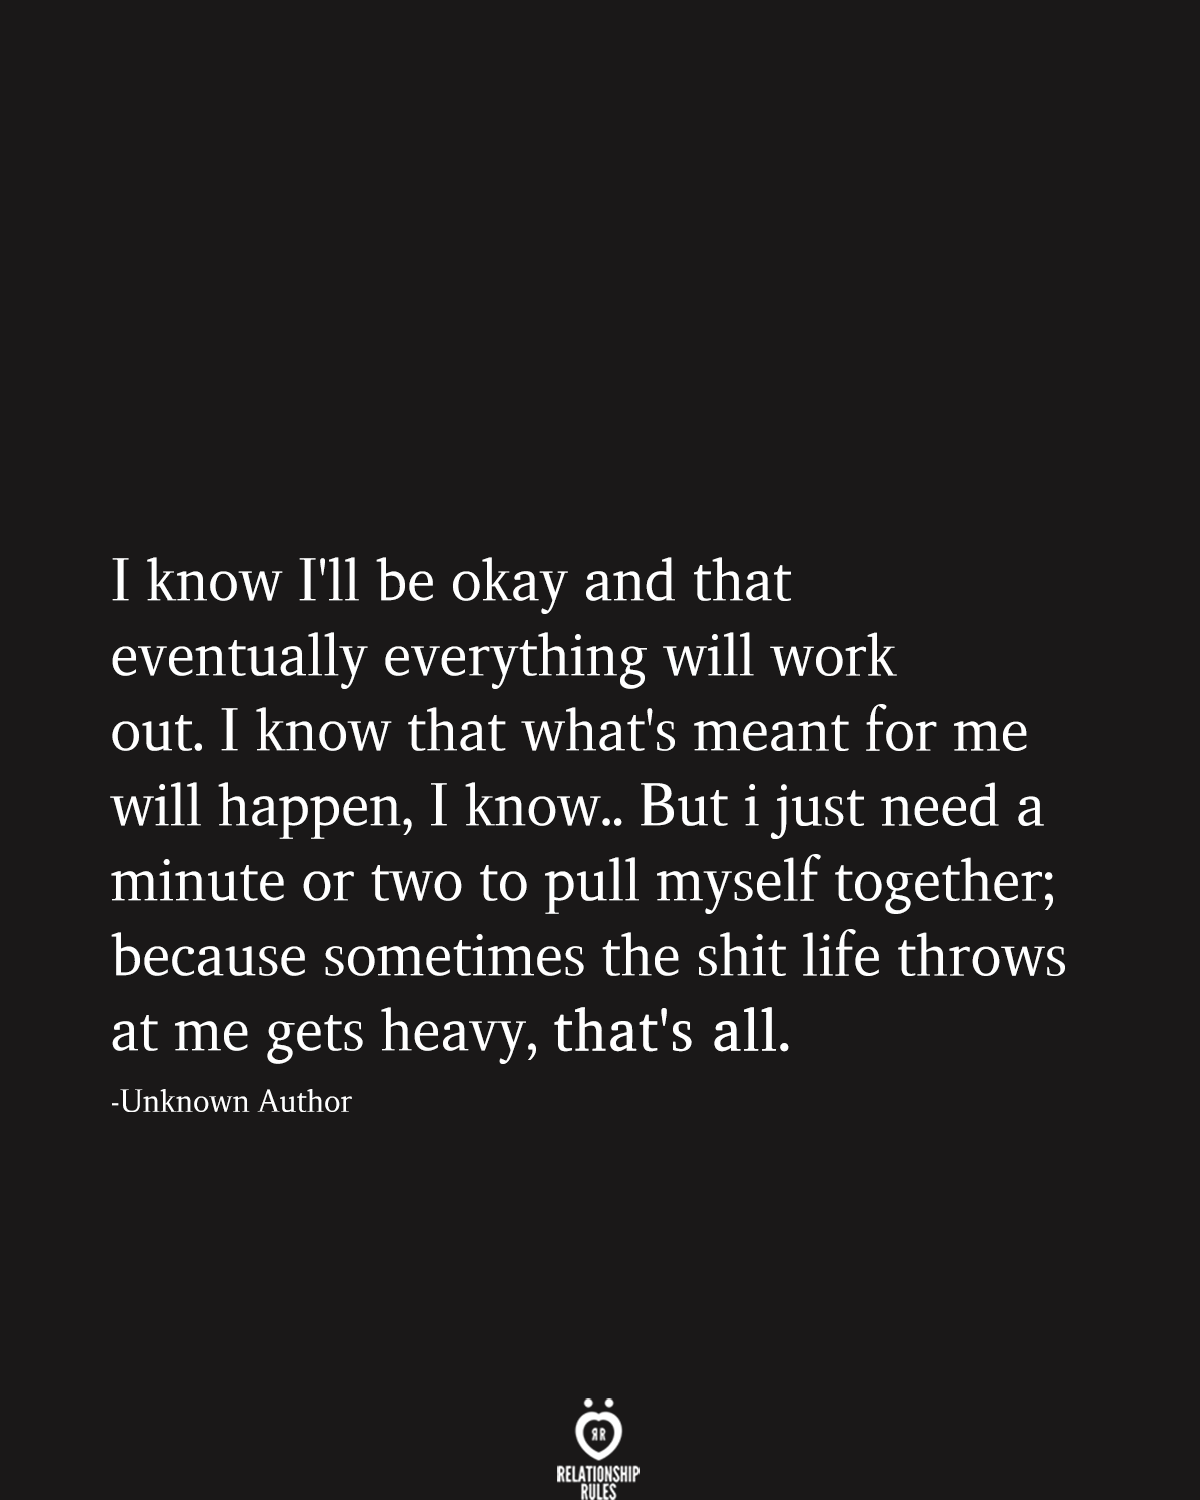 I know I'll be okay and that
eventually everything will work
out. I know that what's meant for me
will happen, I know.. But i just need a
minute or two to pull myself together;
because sometimes the shit life throws
at me gets heavy, that's all.
-Unknown Author
RR
RELATIONSHIP
RULES